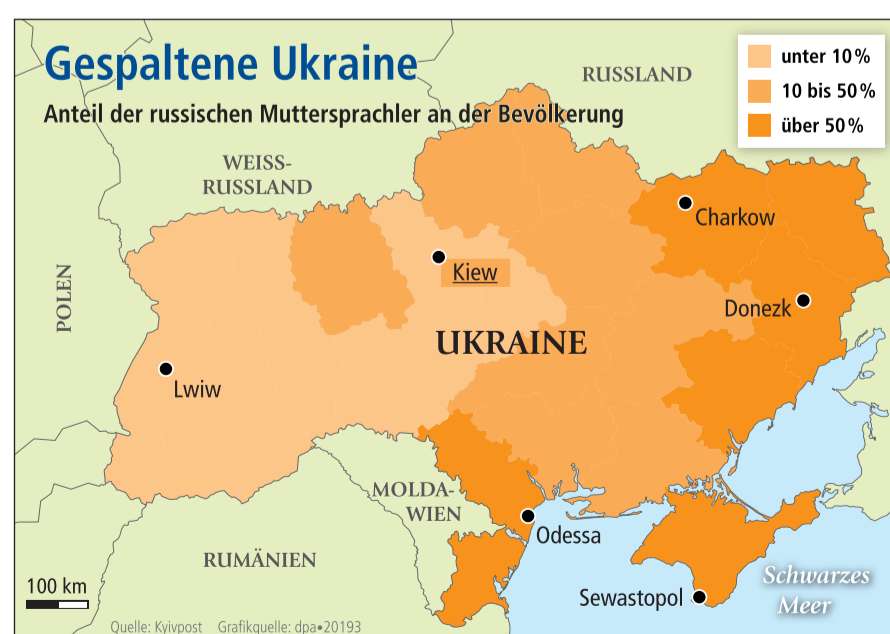 Gespaltene Ukraine
Anteil der russischen Muttersprachler an der Bevölkerung
unter 10 %
10 bis 50 %
über 50 %
RUSSLAND
WEISS-
RUSSLAND
POLEN
Charkow
Kiew
Donezk
UKRAINE
Lwiw
MOLDA-
WIEN
Odessa
RUMÄNIEN
Schwarzes
Meer
Sewastopol
100 km
Quelle: Kyivpost Grafikquelle: dpa•20193